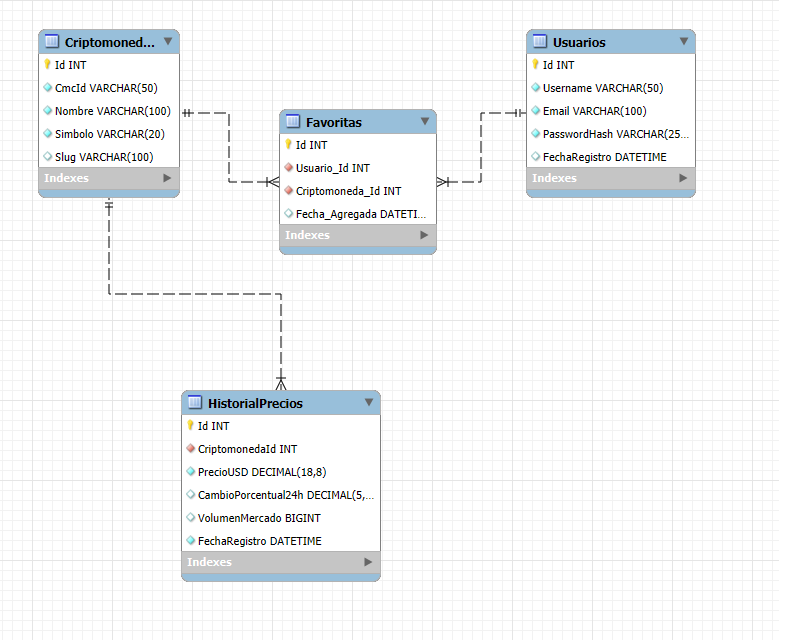 Criptomoned...
Id INT
CmcId VARCHAR(50)
Nombre VARCHAR(100)
Simbolo VARCHAR(20)
Slug VARCHAR(100)
Indexes
Favoritas
Id INT
Usuario_Id INT
Criptomoneda_Id INT
Fecha_Agregada DATETI...
Indexes
Usuarios
Id INT
Username VARCHAR(50)
Email VARCHAR(100)
PasswordHash VARCHAR(25...
FechaRegistro DATETIME
Indexes
HistorialPrecios
Id INT
CriptomonedaId INT
PrecioUSD DECIMAL(18,8)
CambioPorcentual24h DECIMAL(5,...
VolumenMercado BIGINT
FechaRegistro DATETIME
Indexes